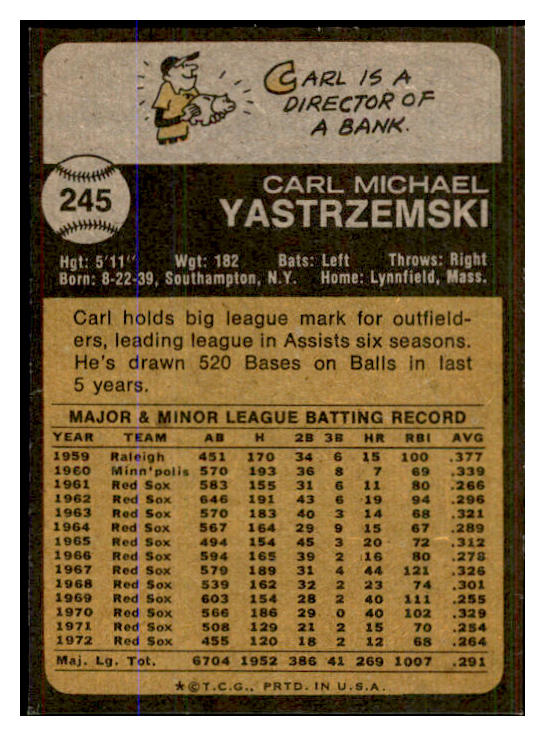 CARL IS A
DIRECTOR OF
A BANK.
245
CARL MICHAEL
YASTRZEMSKI
Hgt: 5'11" Wgt: 182 Bats: Left Throws: Right
Born: 8-22-39, Southampton, N.Y. Home: Lynnfield, Mass.
Carl holds big league mark for outfield-
ers, leading league in Assists six seasons.
He's drawn 520 Bases on Balls in last
5 years.
MAJOR & MINOR LEAGUE BATTING RECORD
YEAR TEAM AB H 2B 3B HR RBI AVG
1959 Raleigh 451 170 34 6 15 100 .377
1960 Minn'polis 570 193 36 8 7 69 .339
1961 Red Sox 583 155 31 6 11 80 .266
1962 Red Sox 646 191 43 6 19 94 .296
1963 Red Sox 570 183 40 3 14 68 .321
1964 Red Sox 567 164 29 9 15 67 .289
1965 Red Sox 494 154 45 3 20 72 .312
1966 Red Sox 594 165 39 2 16 80 .278
1967 Red Sox 579 189 31 4 44 121 .326
1968 Red Sox 539 162 32 2 23 74 .301
1969 Red Sox 603 154 28 2 40 111 .255
1970 Red Sox 566 186 29 0 40 102 .329
1971 Red Sox 508 129 21 2 15 70 .254
1972 Red Sox 455 120 18 2 12 68 .264
Maj. Lg. Tot. 6704 1952 386 41 269 1007 .291
*©T.C.G., PRTD. IN U.S.A.